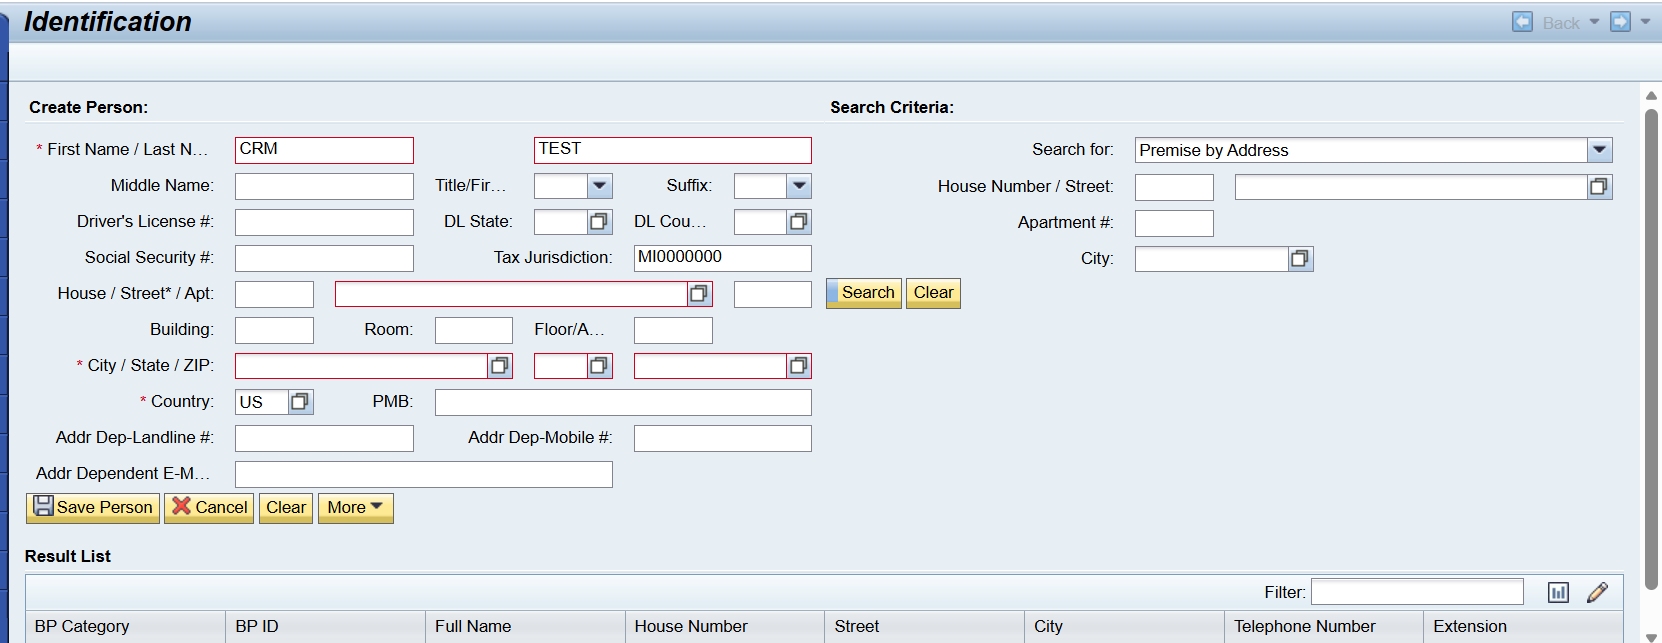 Identification
Back
Create Person:
Search Criteria:
* First Name / Last N... CRM TEST
Search for: Premise by Address
Middle Name: Title/Fir... Suffix:
House Number / Street:
Driver's License #: DL State: DL Cou...
Apartment #:
Social Security #: Tax Jurisdiction: MI0000000
City:
House / Street* / Apt:
Search Clear
Building: Room: Floor/A...
* City / State / ZIP:
* Country: US PMB:
Addr Dep-Landline #: Addr Dep-Mobile #:
Addr Dependent E-M...
Save Person Cancel Clear More
Result List
Filter:
BP Category BP ID Full Name House Number Street City Telephone Number Extension